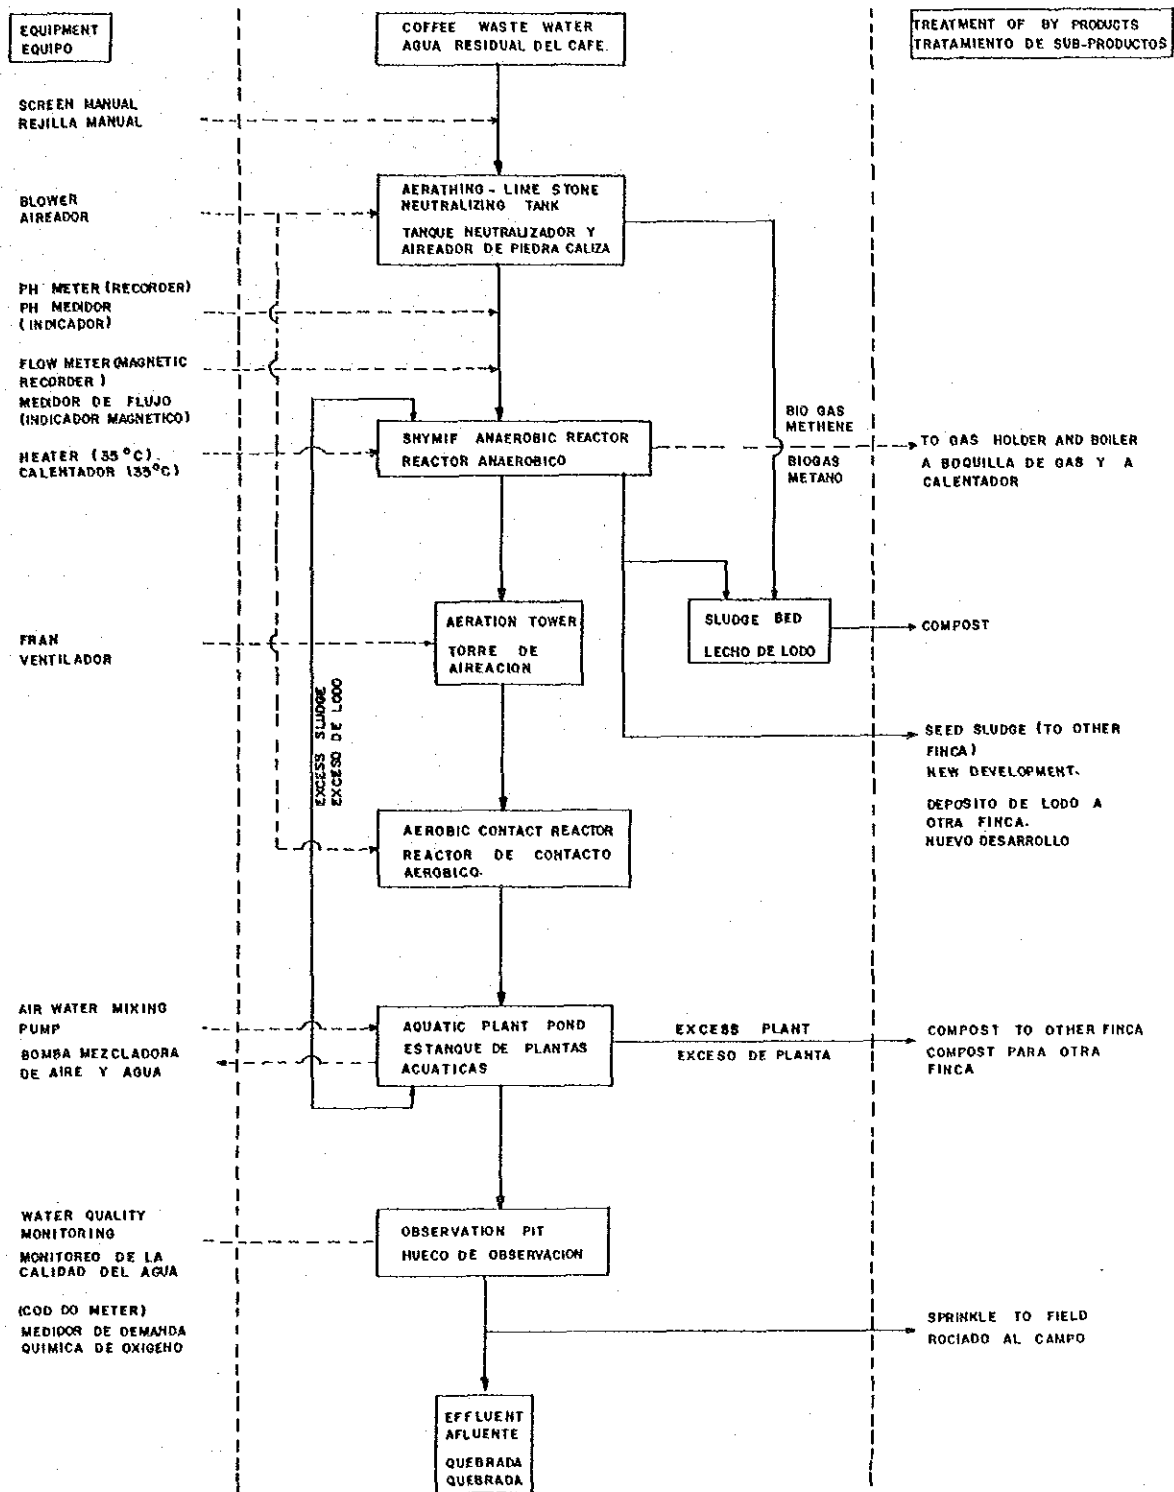 EQUIPMENT
EQUIPO
COFFEE WASTE WATER
AGUA RESIDUAL DEL CAFE.
TREATMENT OF BY PRODUCTS
TRATAMIENTO DE SUB-PRODUCTOS
SCREEN MANUAL
REJILLA MANUAL
BLOWER
AIREADOR
AERATHING - LIME STONE
NEUTRALIZING TANK
TANQUE NEUTRALIZADOR Y
AIREADOR DE PIEDRA CALIZA
PH METER (RECORDER)
PH MEDIDOR
(INDICADOR)
FLOW METER (MAGNETIC
RECORDER)
MEDIDOR DE FLUJO
(INDICADOR MAGNETICO)
HEATER (35°C).
CALENTADOR (35°C)
SHYMIF ANAEROBIC REACTOR
REACTOR ANAEROBICO
BIO GAS
METHENE
BIOGAS
METANO
TO GAS HOLDER AND BOILER
A BOQUILLA DE GAS Y A
CALENTADOR
FRAN
VENTILADOR
AERATION TOWER
TORRE DE
AIREACION
SLUDGE BED
LECHO DE LODO
COMPOST
EXCESS SLUDGE
EXCESO DE LODO
SEED SLUDGE (TO OTHER
FINCA)
NEW DEVELOPMENT.
DEPOSITO DE LODO A
OTRA FINCA.
NUEVO DESARROLLO
AEROBIC CONTACT REACTOR
REACTOR DE CONTACTO
AEROBICO.
AIR WATER MIXING
PUMP
BOMBA MEZCLADORA
DE AIRE Y AGUA
AQUATIC PLANT POND
ESTANQUE DE PLANTAS
ACUATICAS
EXCESS PLANT
EXCESO DE PLANTA
COMPOST TO OTHER FINCA
COMPOST PARA OTRA
FINCA
WATER QUALITY
MONITORING
MONITOREO DE LA
CALIDAD DEL AGUA
(COD DO METER)
MEDIDOR DE DEMANDA
QUIMICA DE OXIGENO
OBSERVATION PIT
HUECO DE OBSERVACION
SPRINKLE TO FIELD
ROCIADO AL CAMPO
EFFLUENT
AFLUENTE
QUEBRADA
QUEBRADA